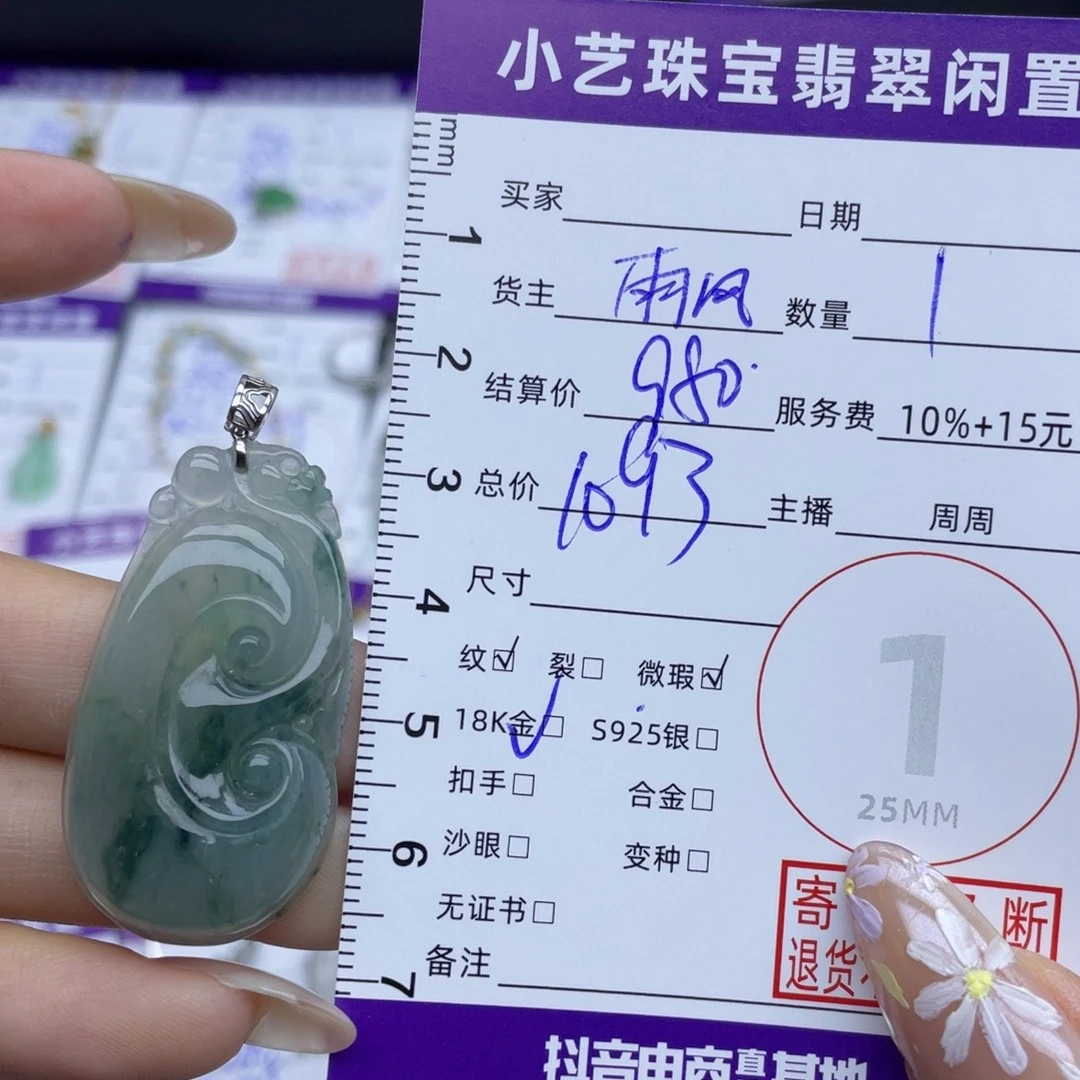 小艺珠宝翡翠闲置
mm
1
2
3
4
5
6
7
买家 日期
货主 雨风 数量 1
结算价 980 服务费 10%+15元
总价 1093 主播 周周
尺寸
纹☑ 裂□ 微瑕☑
18K金☑ S925银□
扣手□ 合金□
沙眼□ 变种□
无证书□
备注
1
25MM
寄 断
退货
抖音电商直